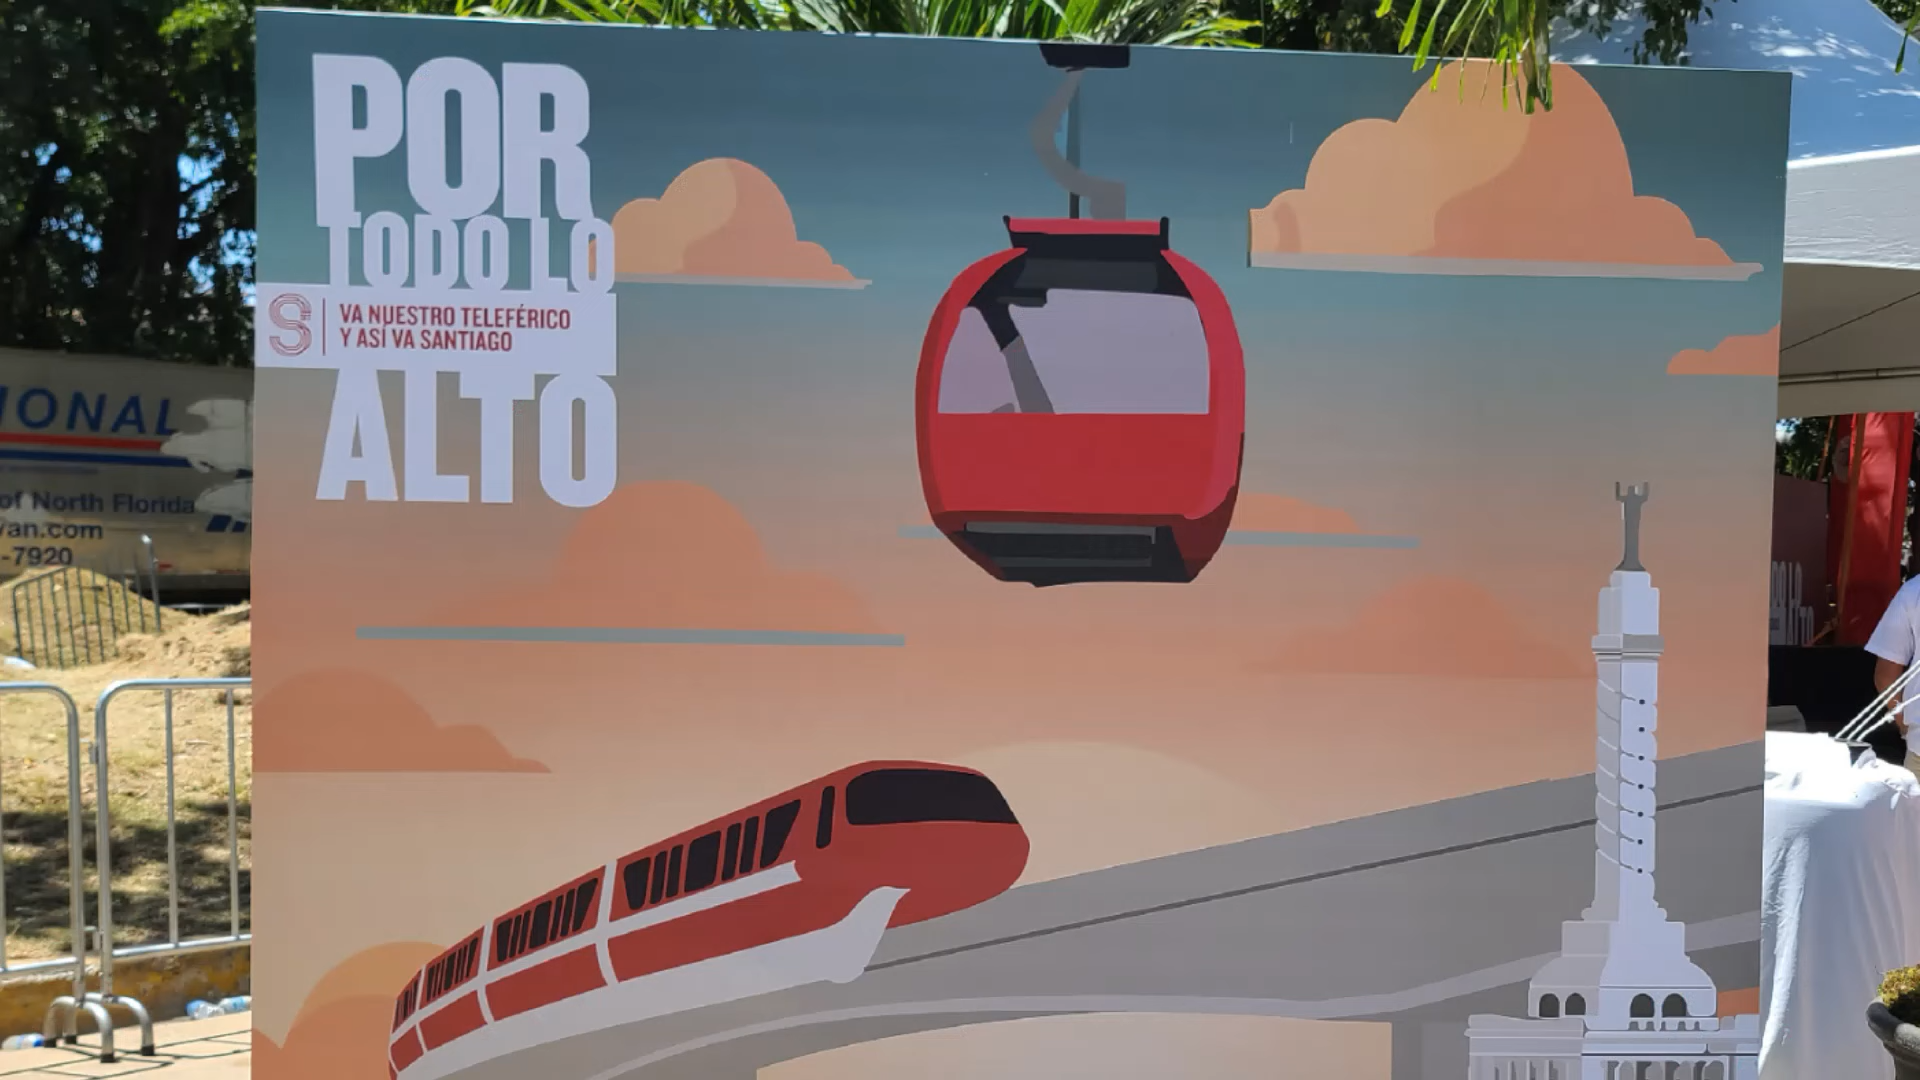 POR
TODO LO
S
VA NUESTRO TELEFÉRICO
Y ASÍ VA SANTIAGO
ALTO
IONAL
of North Florida
van.com
-7920